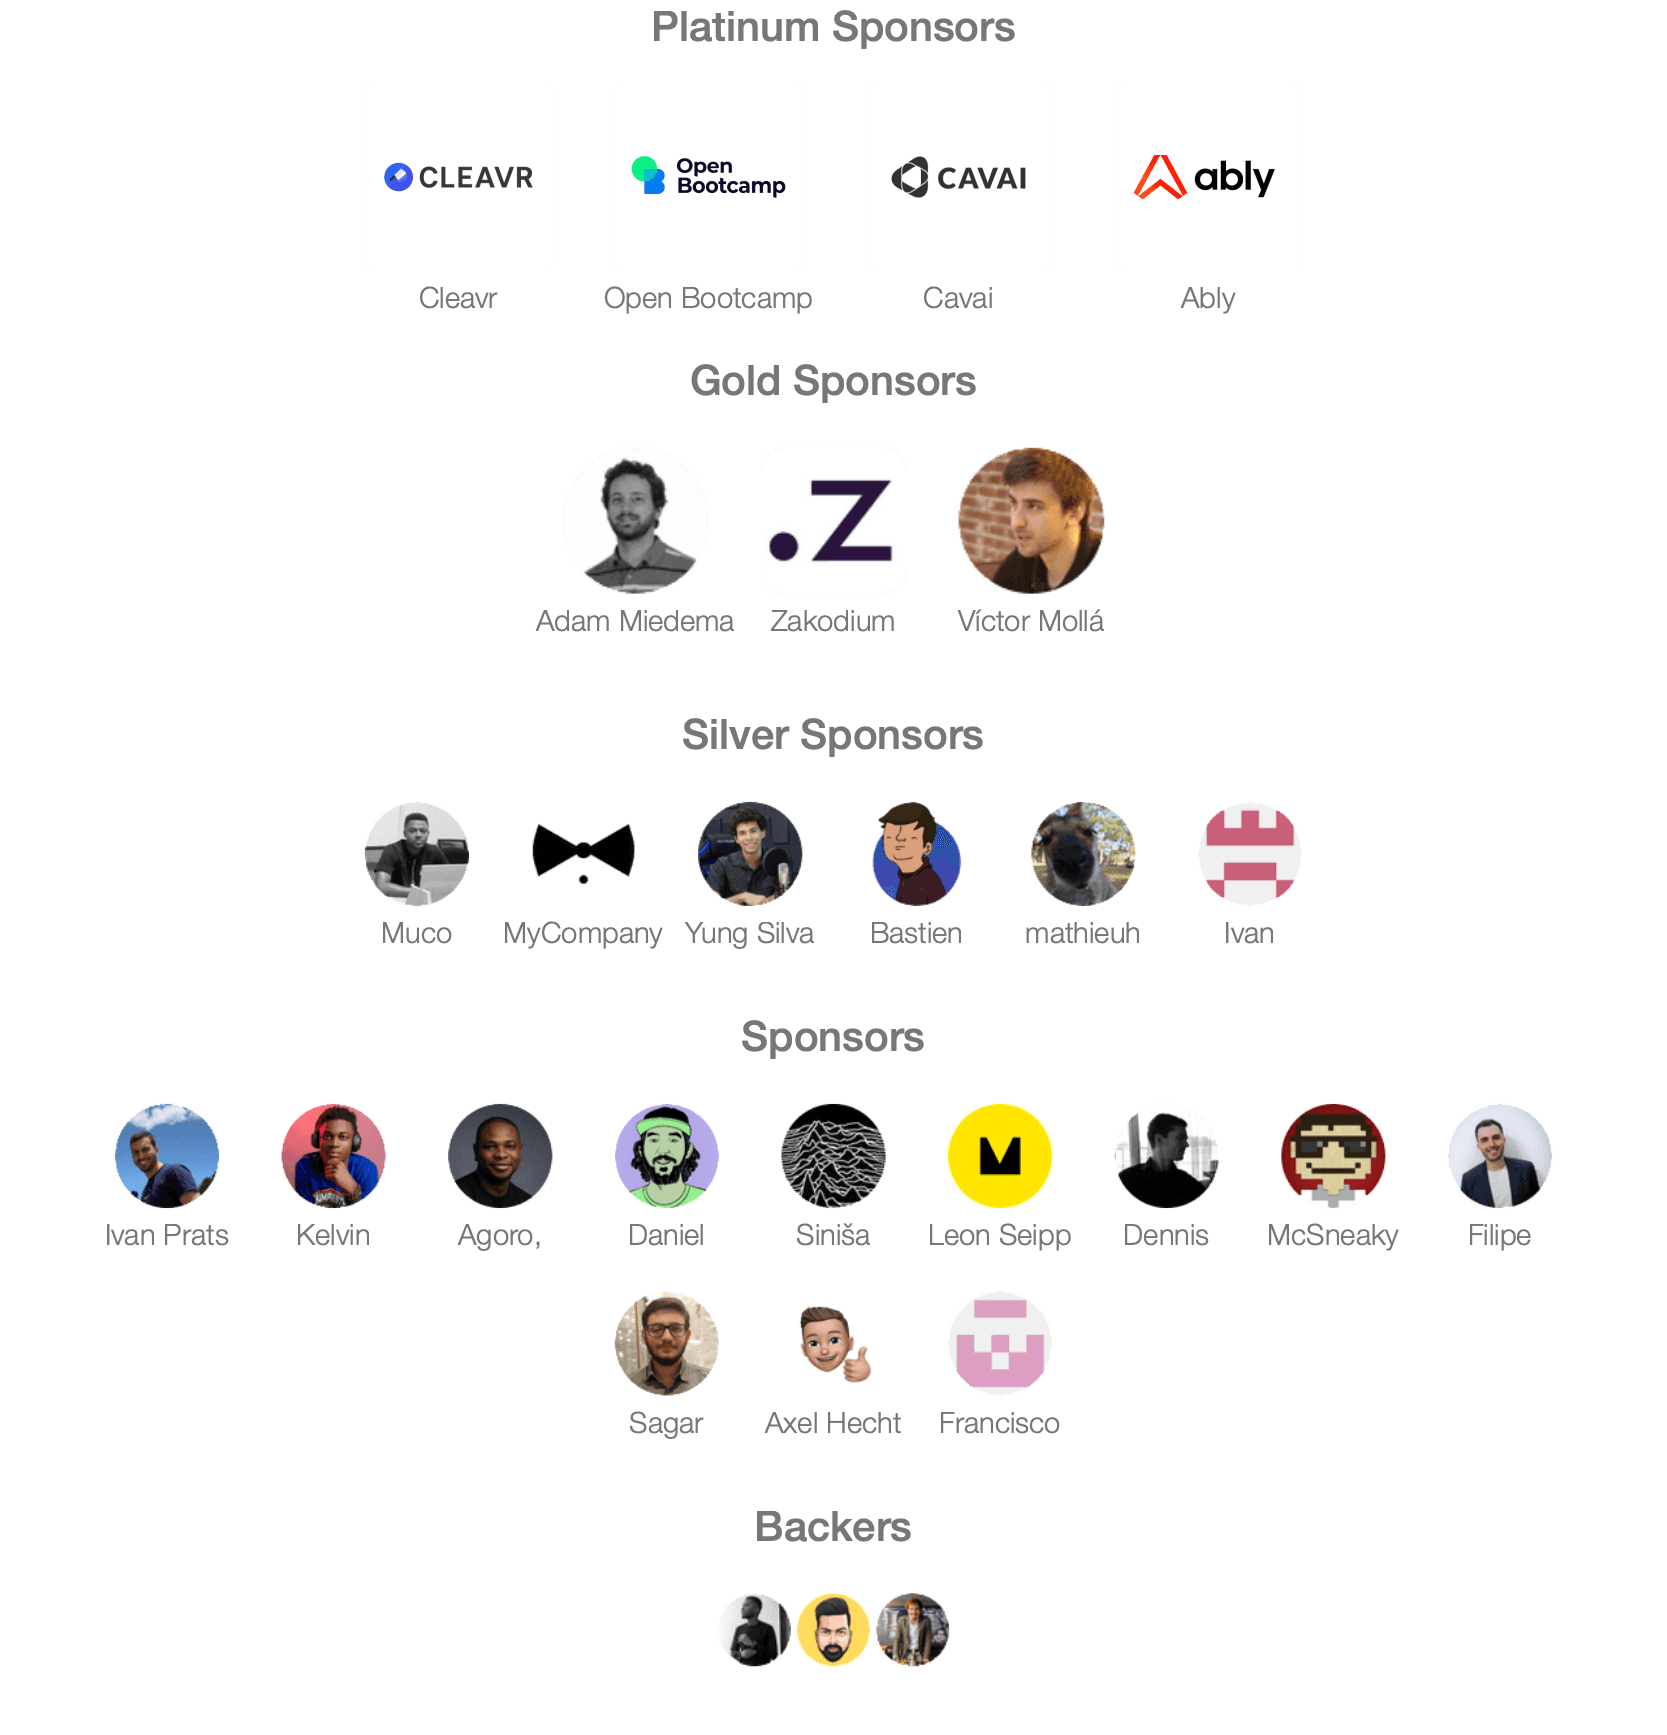 Platinum Sponsors
CLEAVR
Open
Bootcamp
CAVAI
ably
Cleavr
Open Bootcamp
Cavai
Ably
Gold Sponsors
.Z
Adam Miedema
Zakodium
Víctor Mollá
Silver Sponsors
Muco
MyCompany
Yung Silva
Bastien
mathieuh
Ivan
Sponsors
M
Ivan Prats
Kelvin
Agoro,
Daniel
Siniša
Leon Seipp
Dennis
McSneaky
Filipe
Sagar
Axel Hecht
Francisco
Backers